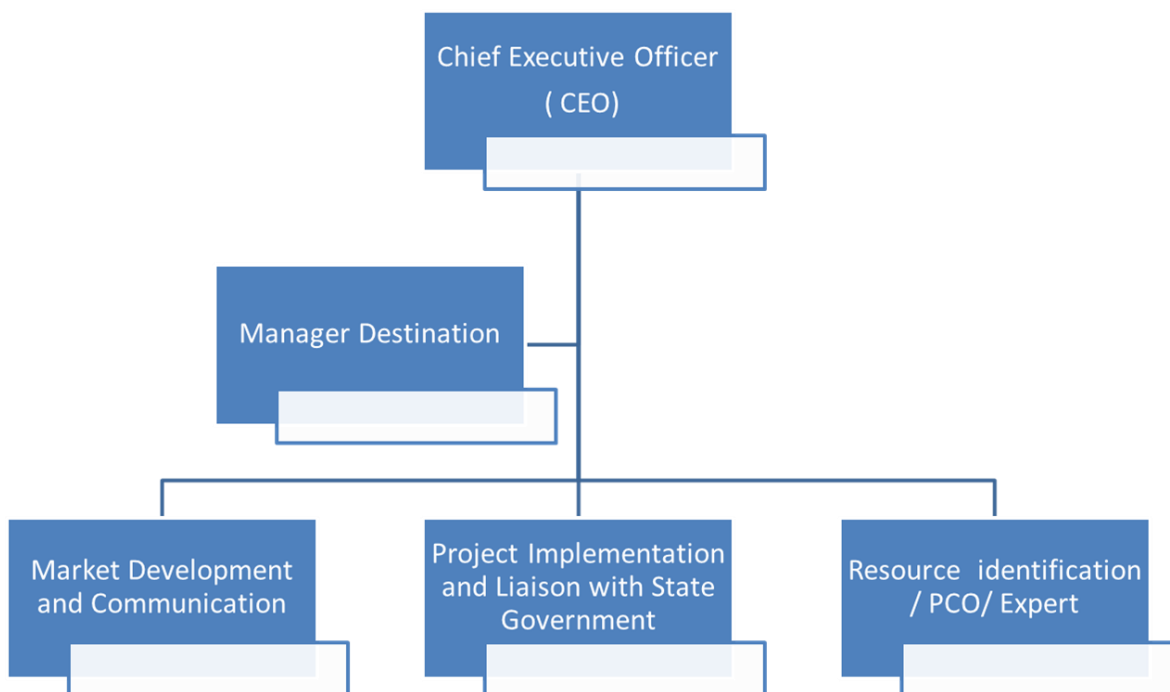 Chief Executive Officer
( CEO)
Manager Destination
Market Development
and Communication
Project Implementation
and Liaison with State
Government
Resource  identification
/ PCO/ Expert